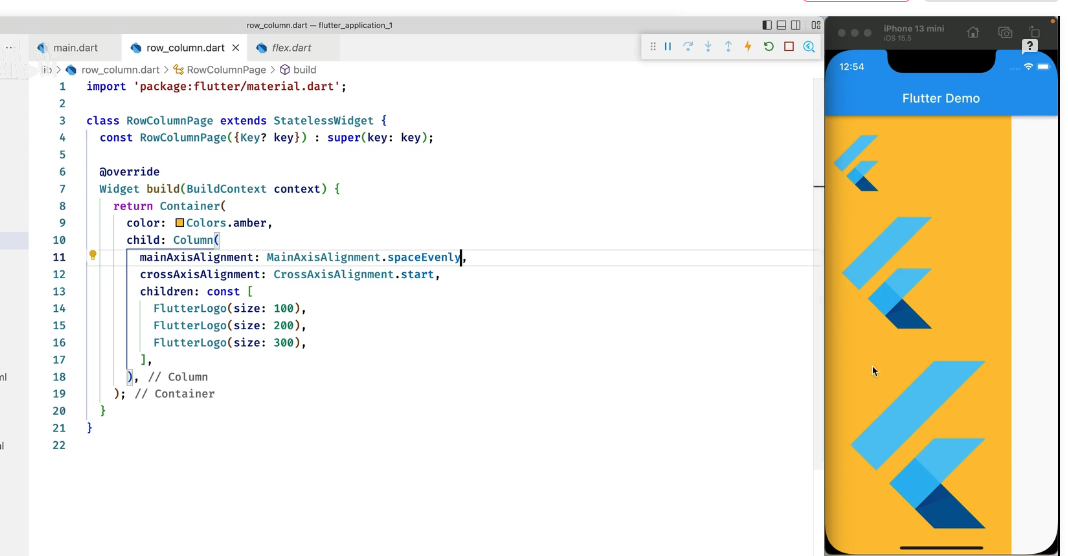 row_column.dart — flutter_application_1
main.dart
row_column.dart
flex.dart
row_column.dart > RowColumnPage > build
1 import 'package:flutter/material.dart';
2
3 class RowColumnPage extends StatelessWidget {
4 const RowColumnPage({Key? key}) : super(key: key);
5
6 @override
7 Widget build(BuildContext context) {
8 return Container(
9 color: Colors.amber,
10 child: Column(
11 mainAxisAlignment: MainAxisAlignment.spaceEvenly,
12 crossAxisAlignment: CrossAxisAlignment.start,
13 children: const [
14 FlutterLogo(size: 100),
15 FlutterLogo(size: 200),
16 FlutterLogo(size: 300),
17 ],
18 ), // Column
19 ); // Container
20 }
21 }
22
iPhone 13 mini
iOS 15.5
?
12:54
Flutter Demo